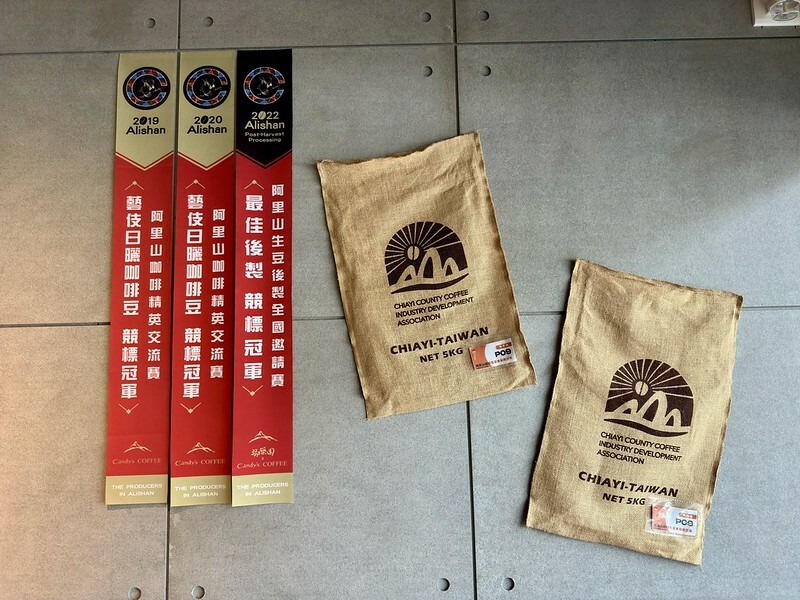 2019
Alishan
阿里山咖啡精英交流賽
藝伎日曬咖啡豆 競標冠軍
Candy's COFFEE
THE PRODUCERS
IN ALISHAN
2020
Alishan
阿里山咖啡精英交流賽
藝伎日曬咖啡豆 競標冠軍
Candy's COFFEE
THE PRODUCERS
IN ALISHAN
2022
Alishan
Post-Harvest
Processing
阿里山生豆後製全國邀請賽
最佳後製 競標冠軍
Candy's COFFEE
THE PRODUCERS
IN ALISHAN
CHIAYI COUNTY COFFEE
INDUSTRY DEVELOPMENT
ASSOCIATION
CHIAYI-TAIWAN
NET 5KG
PO9
CHIAYI COUNTY COFFEE
INDUSTRY DEVELOPMENT
ASSOCIATION
CHIAYI-TAIWAN
NET 5KG
PO9